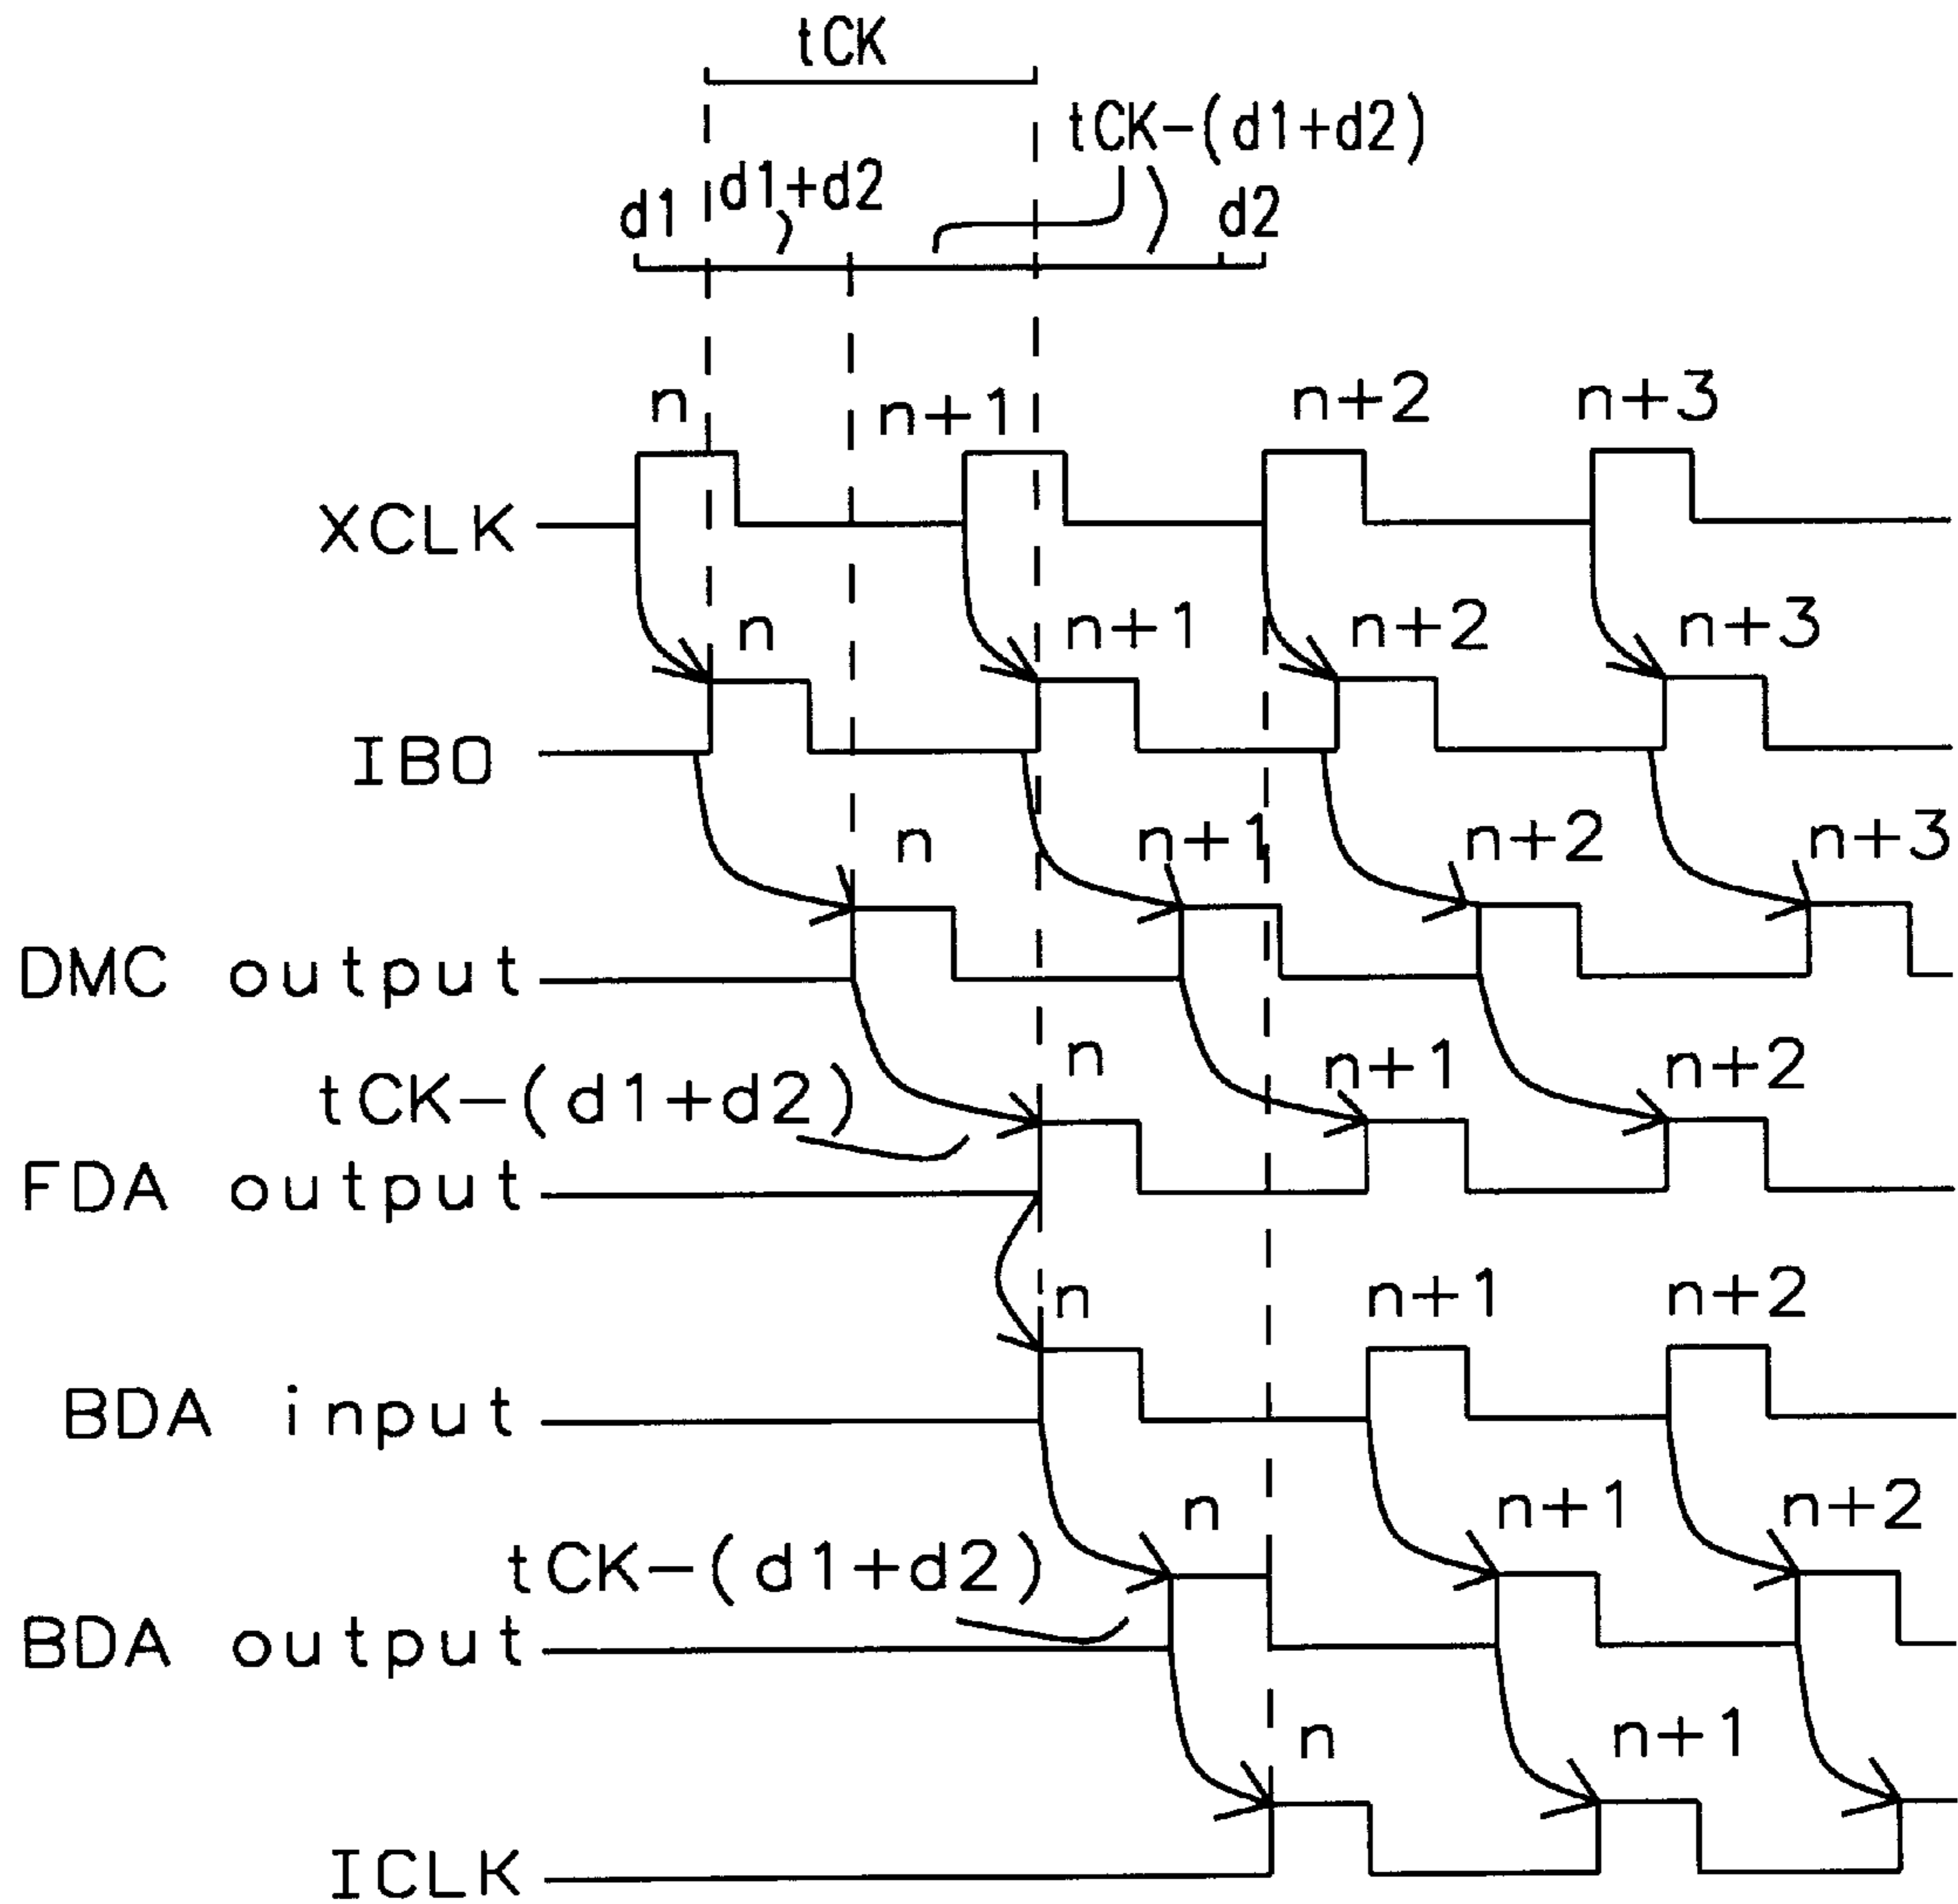 tCK
tCK-(d1+d2)
d1 d1+d2 d2
n n+1 n+2 n+3
XCLK
n n+1 n+2 n+3
IBO
n n+1 n+2 n+3
DMC output
n n+1 n+2
tCK-(d1+d2)
FDA output
n n+1 n+2
BDA input
n n+1 n+2
tCK-(d1+d2)
BDA output
n n+1
ICLK